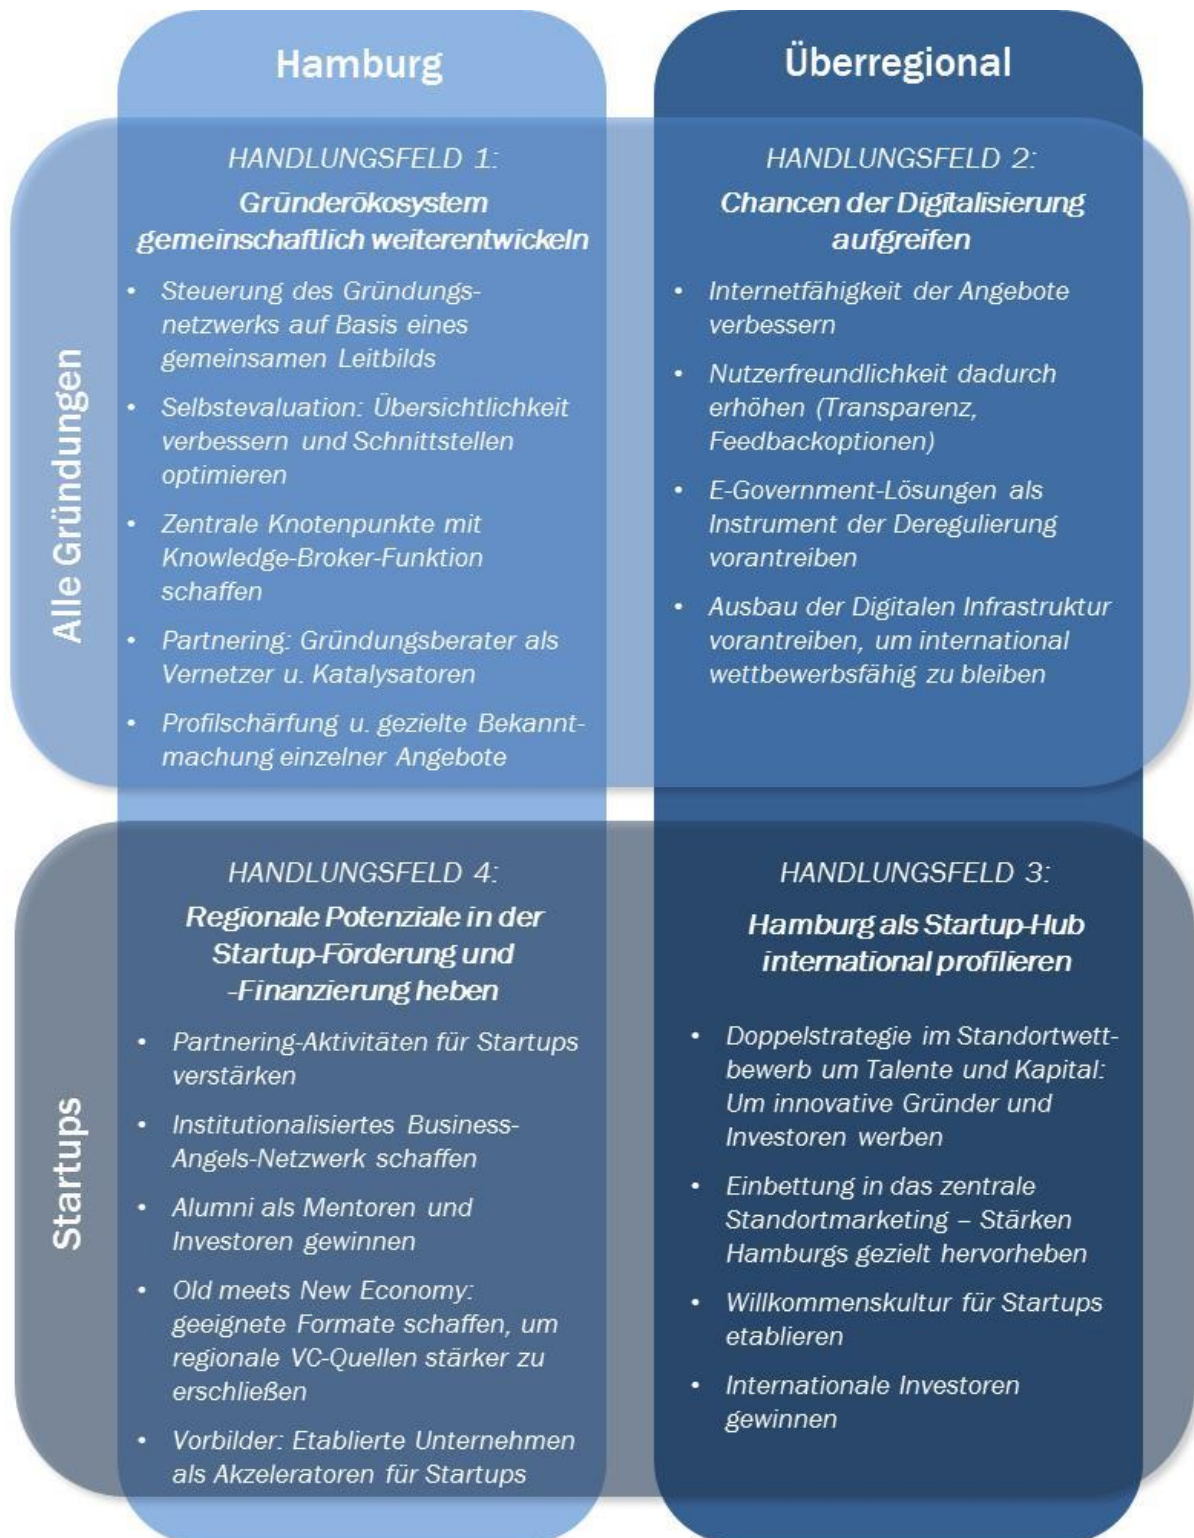 Hamburg
Überregional
Alle Gründungen
HANDLUNGSFELD 1:
Gründerökosystem
gemeinschaftlich weiterentwickeln
• Steuerung des Gründungs-
netzwerks auf Basis eines
gemeinsamen Leitbilds
• Selbstevaluation: Übersichtlichkeit
verbessern und Schnittstellen
optimieren
• Zentrale Knotenpunkte mit
Knowledge-Broker-Funktion
schaffen
• Partnering: Gründungsberater als
Vernetzer u. Katalysatoren
• Profilschärfung u. gezielte Bekannt-
machung einzelner Angebote
HANDLUNGSFELD 2:
Chancen der Digitalisierung
aufgreifen
• Internetfähigkeit der Angebote
verbessern
• Nutzerfreundlichkeit dadurch
erhöhen (Transparenz,
Feedbackoptionen)
• E-Government-Lösungen als
Instrument der Deregulierung
vorantreiben
• Ausbau der Digitalen Infrastruktur
vorantreiben, um international
wettbewerbsfähig zu bleiben
Startups
HANDLUNGSFELD 4:
Regionale Potenziale in der
Startup-Förderung und
-Finanzierung heben
• Partnering-Aktivitäten für Startups
verstärken
• Institutionalisiertes Business-
Angels-Netzwerk schaffen
• Alumni als Mentoren und
Investoren gewinnen
• Old meets New Economy:
geeignete Formate schaffen, um
regionale VC-Quellen stärker zu
erschließen
• Vorbilder: Etablierte Unternehmen
als Akzeleratoren für Startups
HANDLUNGSFELD 3:
Hamburg als Startup-Hub
international profilieren
• Doppelstrategie im Standortwett-
bewerb um Talente und Kapital:
Um innovative Gründer und
Investoren werben
• Einbettung in das zentrale
Standortmarketing – Stärken
Hamburgs gezielt hervorheben
• Willkommenskultur für Startups
etablieren
• Internationale Investoren
gewinnen